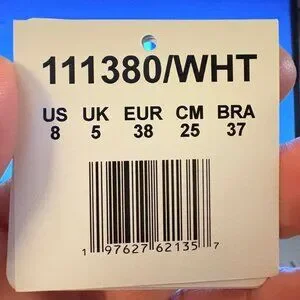 111380/WHT
US UK EUR CM BRA
8 5 38 25 37
1 97627 62135 7